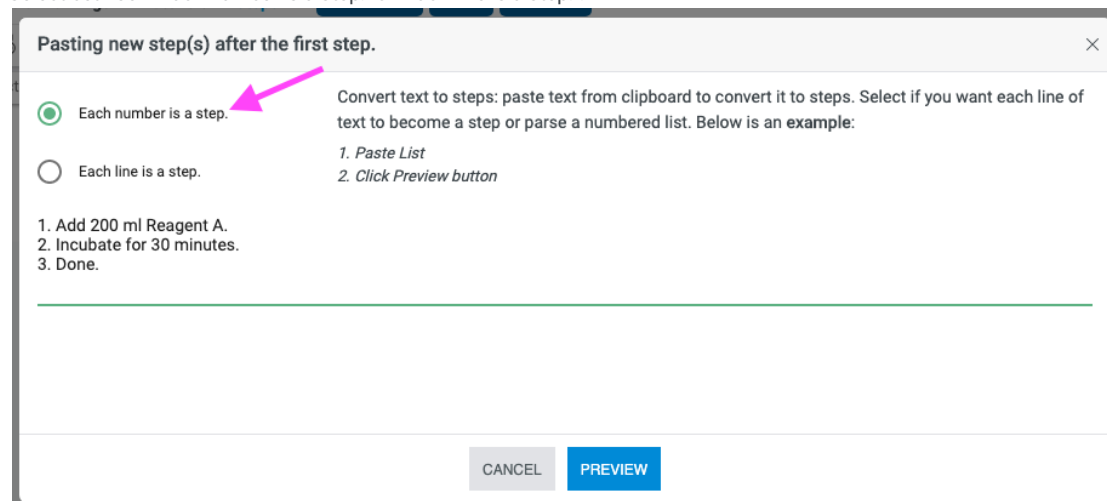 Pasting new step(s) after the first step.
Each number is a step.
Convert text to steps: paste text from clipboard to convert it to steps. Select if you want each line of
text to become a step or parse a numbered list. Below is an example:
1. Paste List
2. Click Preview button
Each line is a step.
1. Add 200 ml Reagent A.
2. Incubate for 30 minutes.
3. Done.
CANCEL
PREVIEW